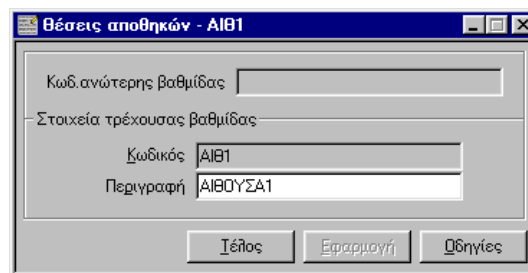 Θέσεις αποθηκών - ΑΙΘ1
Κωδ.ανώτερης βαθμίδας
Στοιχεία τρέχουσας βαθμίδας
Κωδικός ΑΙΘ1
Περιγραφή ΑΙΘΟΥΣΑ1
Τέλος Εφαρμογή Οδηγίες